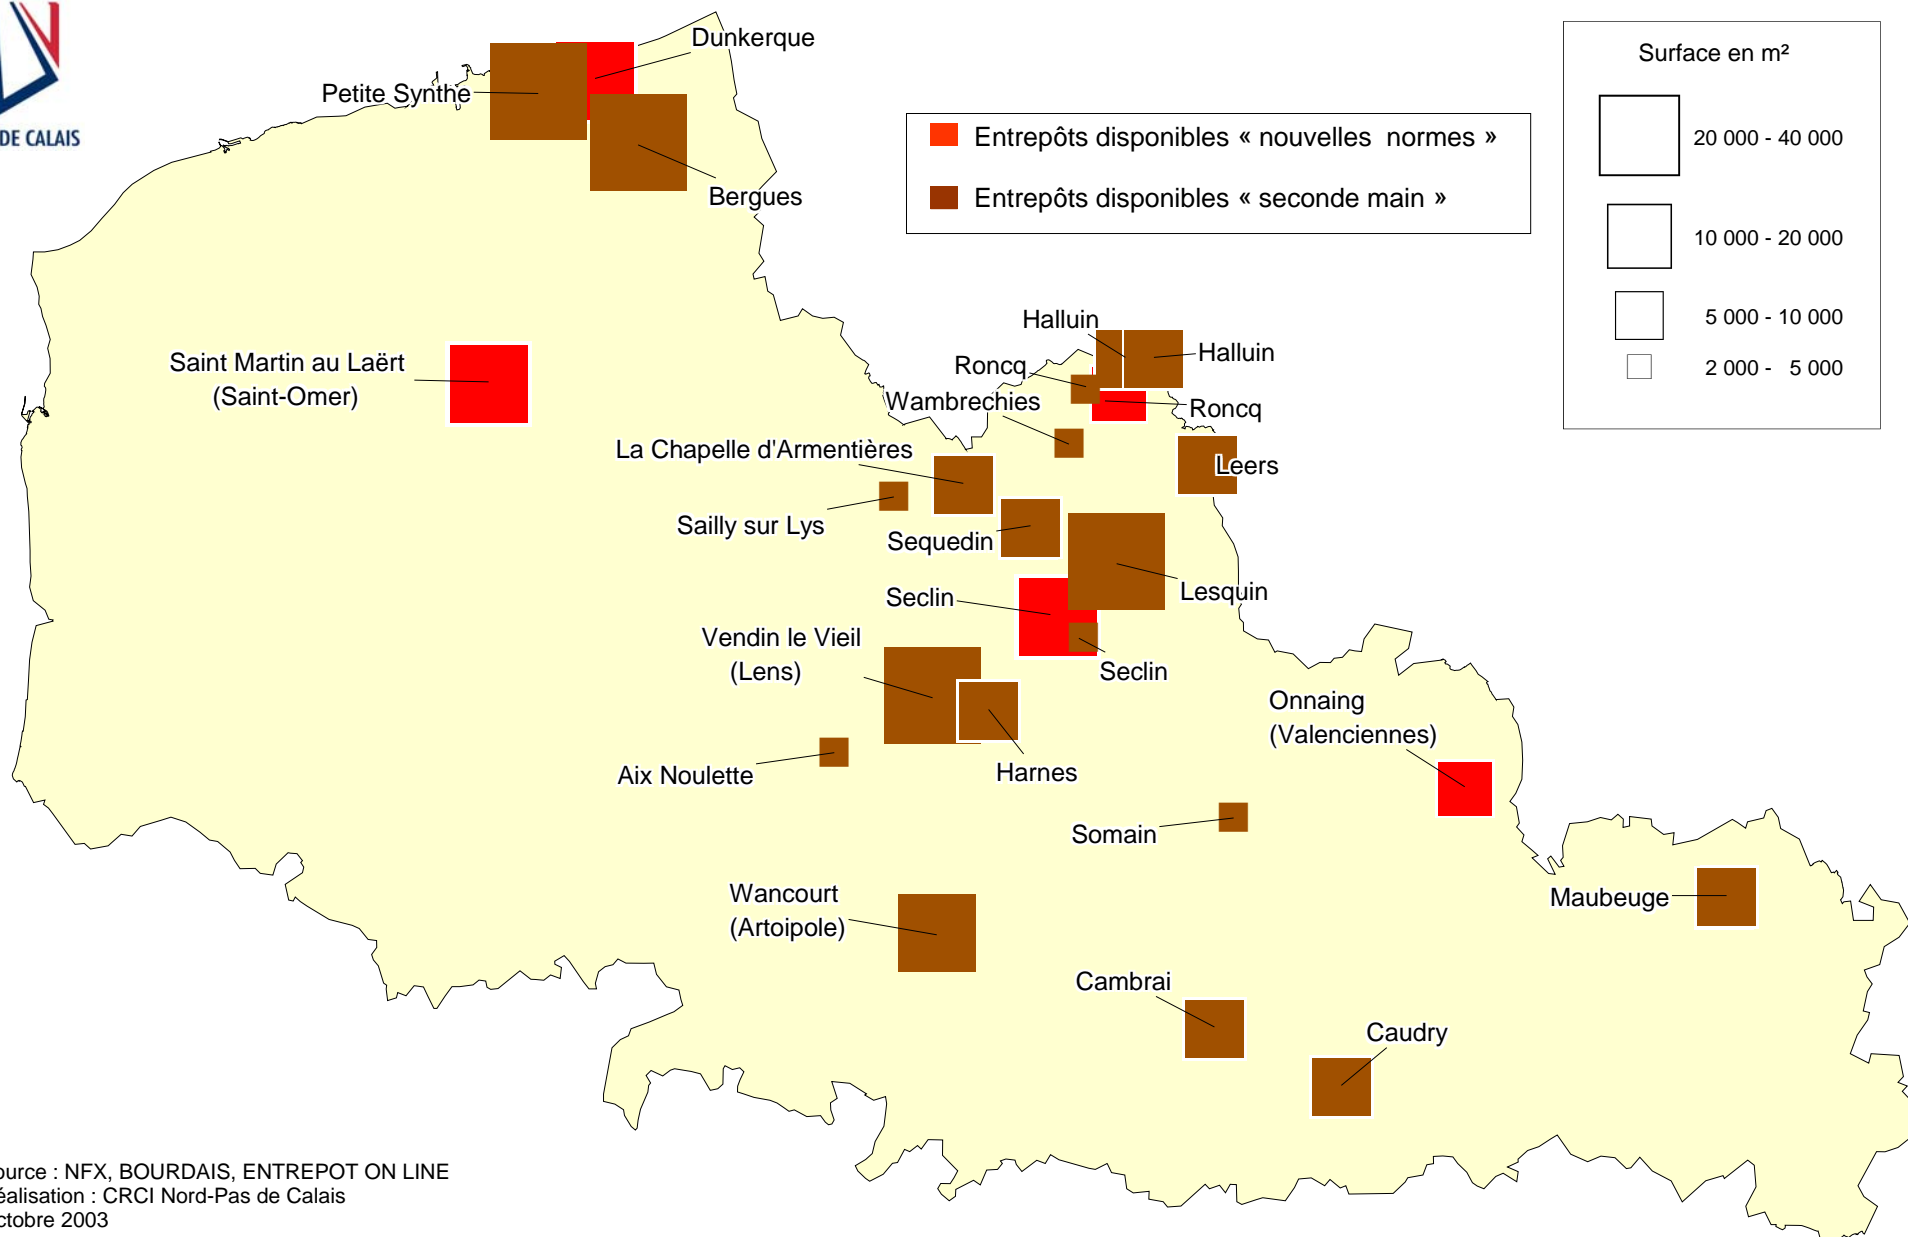 DE CALAIS
Dunkerque
Petite Synthe
Bergues
Entrepôts disponibles « nouvelles normes »
Entrepôts disponibles « seconde main »
Surface en m²
20 000 - 40 000
10 000 - 20 000
5 000 - 10 000
2 000 - 5 000
Saint Martin au Laërt
(Saint-Omer)
Halluin
Halluin
Roncq
Wambrechies
Roncq
La Chapelle d'Armentières
Leers
Sailly sur Lys
Sequedin
Lesquin
Seclin
Vendin le Vieil
(Lens)
Seclin
Onnaing
(Valenciennes)
Aix Noulette
Harnes
Somain
Wancourt
(Artoipole)
Maubeuge
Cambrai
Caudry
ource : NFX, BOURDAIS, ENTREPOT ON LINE
éalisation : CRCI Nord-Pas de Calais
ctobre 2003